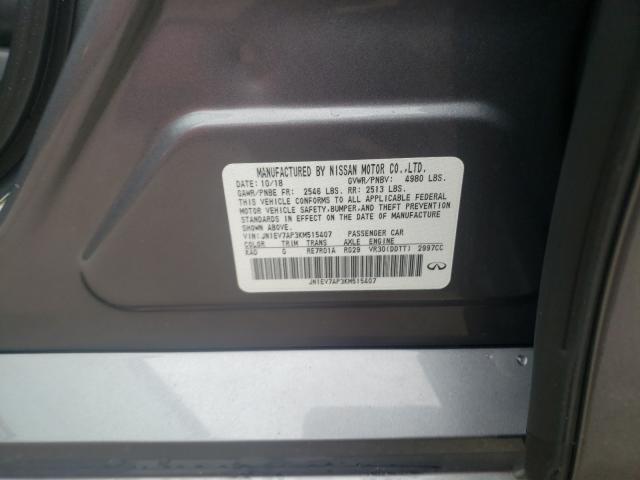 MANUFACTURED BY NISSAN MOTOR CO.,LTD.
DATE: 10/18 GVWR/PNBV: 4980 LBS.
GAWR/PNBE FR: 2546 LBS. RR: 2513 LBS.
THIS VEHICLE CONFORMS TO ALL APPLICABLE FEDERAL
MOTOR VEHICLE SAFETY,BUMPER,AND THEFT PREVENTION
STANDARDS IN EFFECT ON THE DATE OF MANUFACTURE
SHOWN ABOVE.
VIN: JN1EV7AP3KM515407 PASSENGER CAR
COLOR TRIM TRANS AXLE ENGINE
KAD G RE7R01A RG29 VR30(DDTT) 2997CC
JN1EV7AP3KM515407
INFINITI